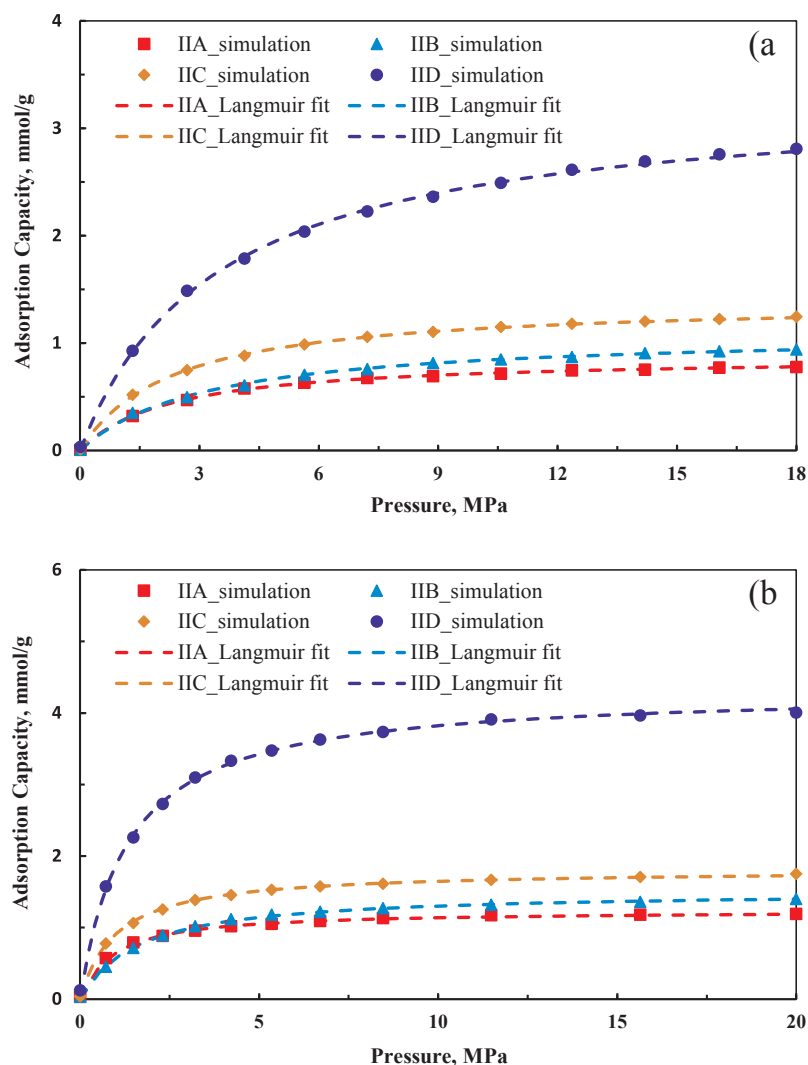 4
(a
IIA_simulation IIB_simulation
IIC_simulation IID_simulation
IIA_Langmuir fit IIB_Langmuir fit
IIC_Langmuir fit IID_Langmuir fit
3
2
1
0
Adsorption Capacity, mmol/g
0 3 6 9 12 15 18
Pressure, MPa
6
(b
IIA_simulation IIB_simulation
IIC_simulation IID_simulation
IIA_Langmuir fit IIB_Langmuir fit
IIC_Langmuir fit IID_Langmuir fit
4
2
0
Adsorption Capacity, mmol/g
0 5 10 15 20
Pressure, MPa